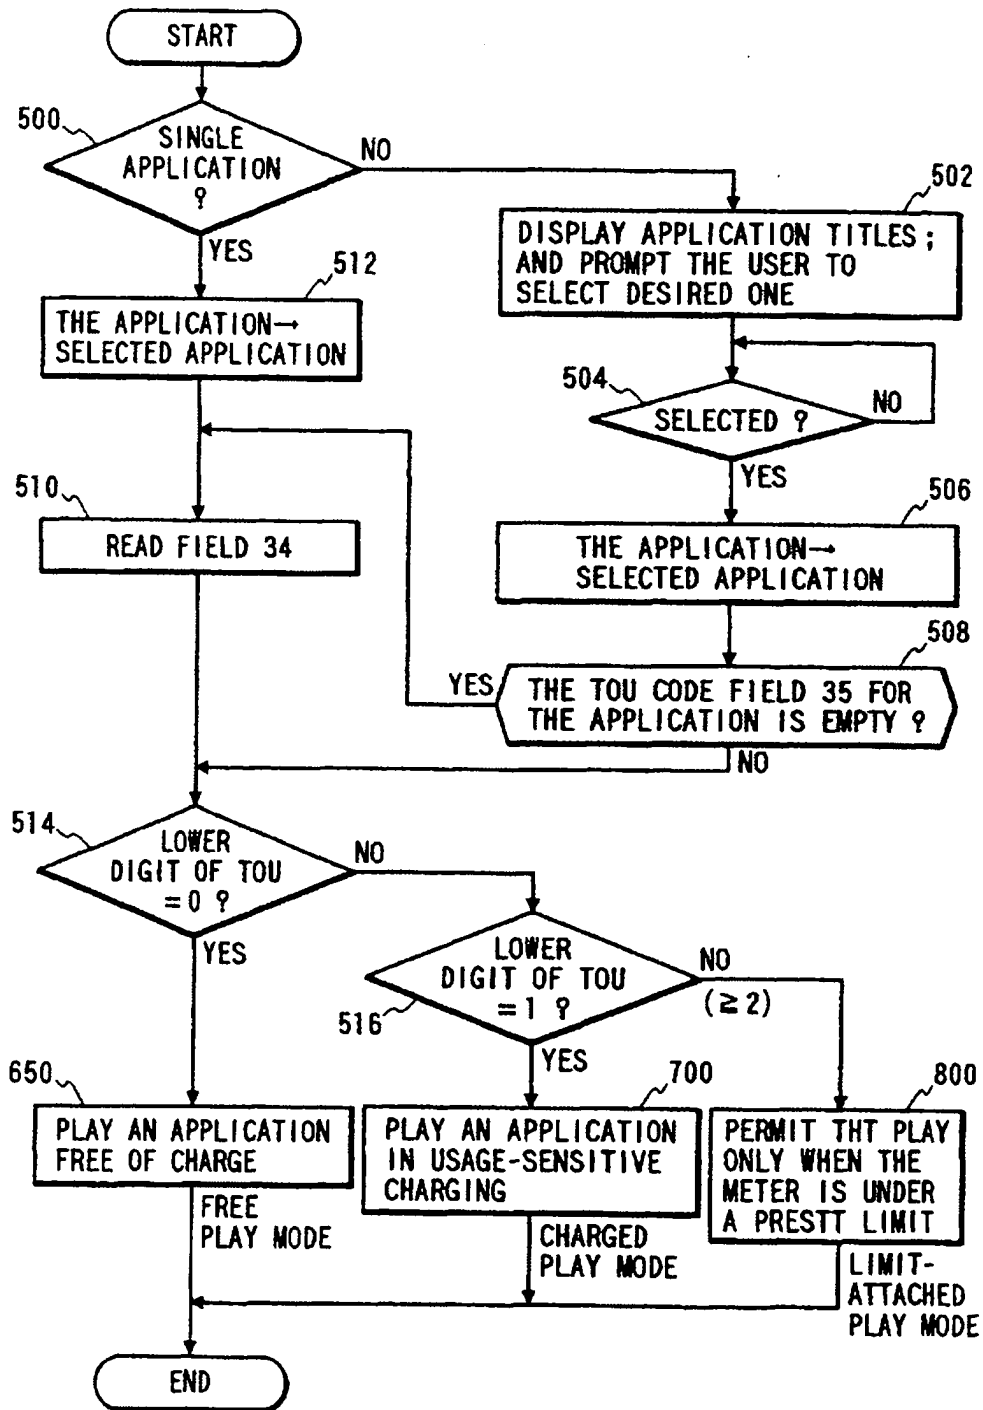 START
500
SINGLE
APPLICATION
?
NO
YES
502
DISPLAY APPLICATION TITLES;
AND PROMPT THE USER TO
SELECT DESIRED ONE
512
THE APPLICATION→
SELECTED APPLICATION
504
SELECTED ?
NO
YES
510
READ FIELD 34
506
THE APPLICATION→
SELECTED APPLICATION
508
YES
THE TOU CODE FIELD 35 FOR
THE APPLICATION IS EMPTY ?
NO
514
LOWER
DIGIT OF TOU
=0 ?
NO
YES
516
LOWER
DIGIT OF TOU
=1 ?
NO
(≥2)
YES
650
PLAY AN APPLICATION
FREE OF CHARGE
FREE
PLAY MODE
700
PLAY AN APPLICATION
IN USAGE-SENSITIVE
CHARGING
CHARGED
PLAY MODE
800
PERMIT THT PLAY
ONLY WHEN THE
METER IS UNDER
A PRESTT LIMIT
LIMIT-
ATTACHED
PLAY MODE
END